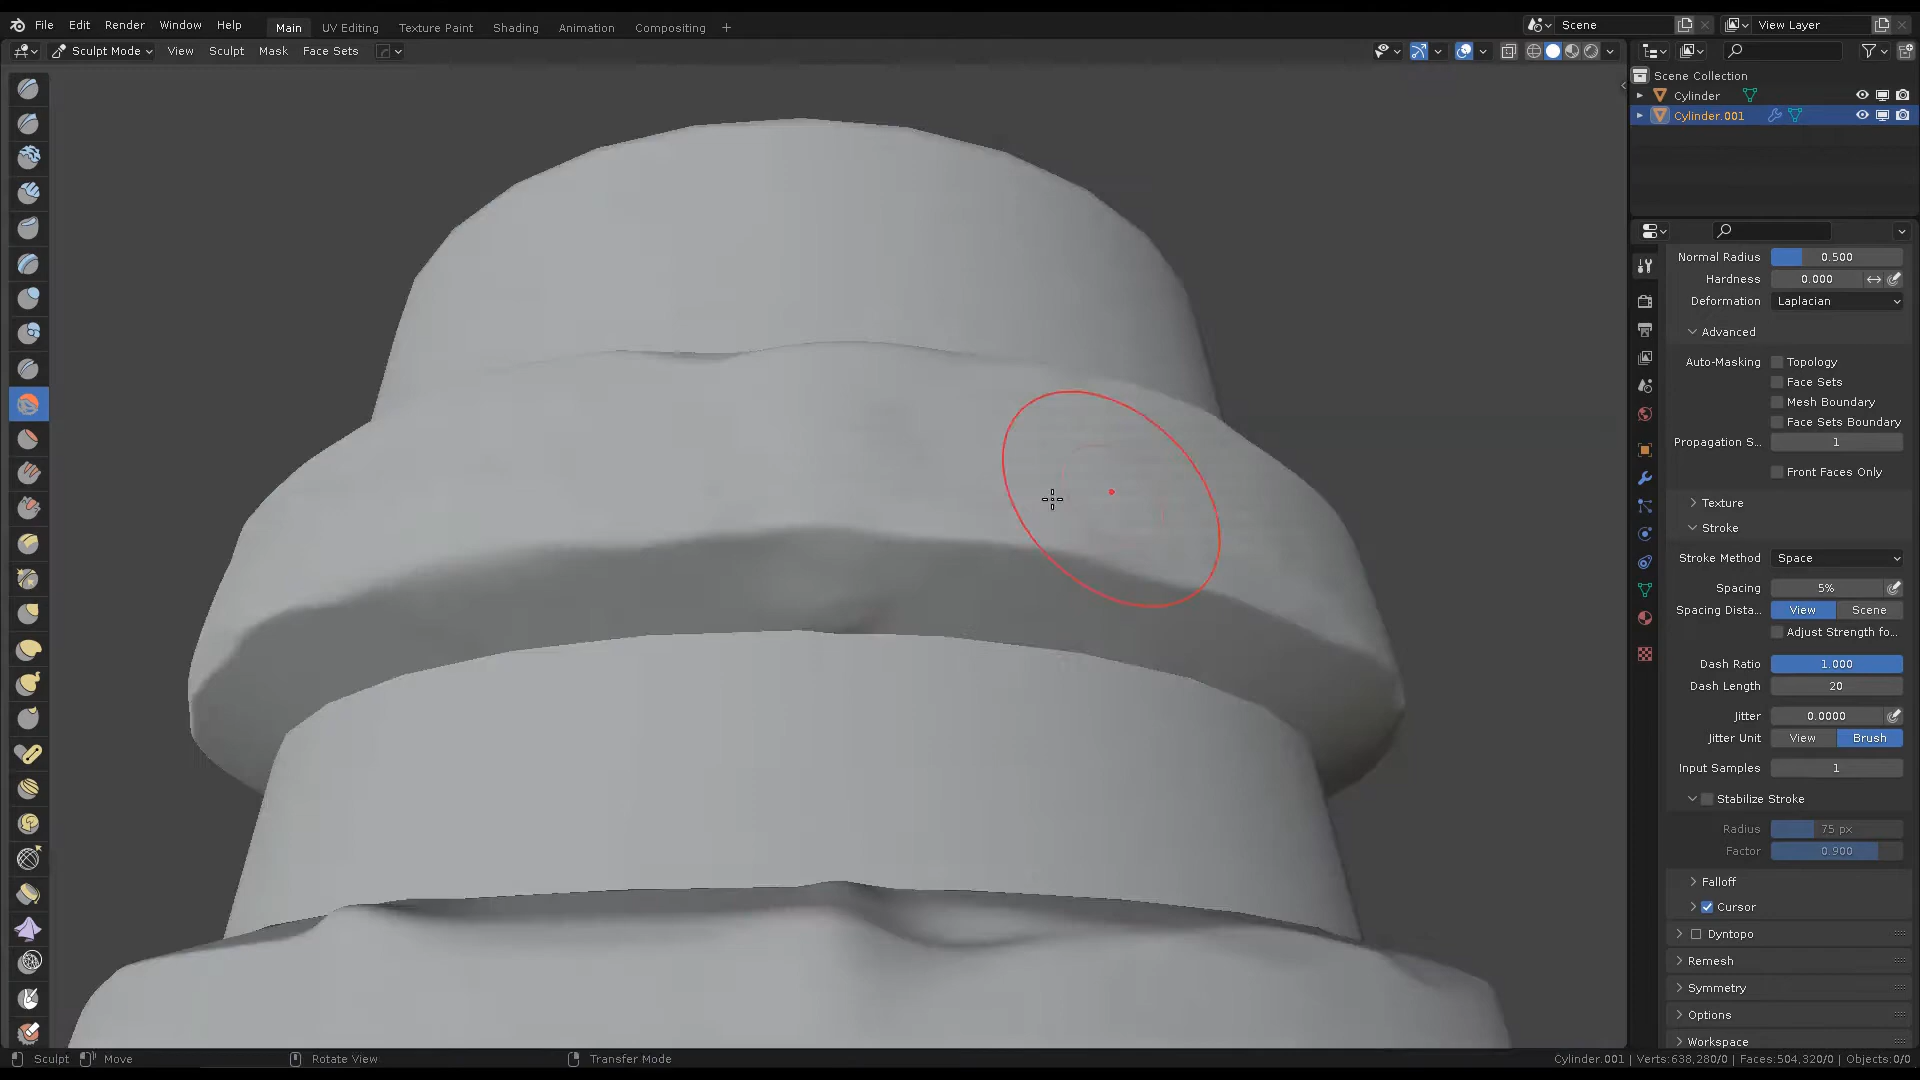 File Edit Render Window Help
Main UV Editing Texture Paint Shading Animation Compositing +
Scene View Layer
Sculpt Mode View Sculpt Mask Face Sets
Scene Collection
Cylinder
Cylinder.001
Normal Radius 0.500
Hardness 0.000
Deformation Laplacian
Advanced
Auto-Masking Topology
Face Sets
Mesh Boundary
Face Sets Boundary
Propagation S... 1
Front Faces Only
Texture
Stroke
Stroke Method Space
Spacing 5%
Spacing Dista... View Scene
Adjust Strength fo...
Dash Ratio 1.000
Dash Length 20
Jitter 0.0000
Jitter Unit View Brush
Input Samples 1
Stabilize Stroke
Radius 75 px
Factor 0.900
Falloff
Cursor
Dyntopo
Remesh
Symmetry
Options
Workspace
Sculpt Move Rotate View Transfer Mode Cylinder.001 | Verts:638,280/0 | Faces:504,320/0 | Objects:0/0